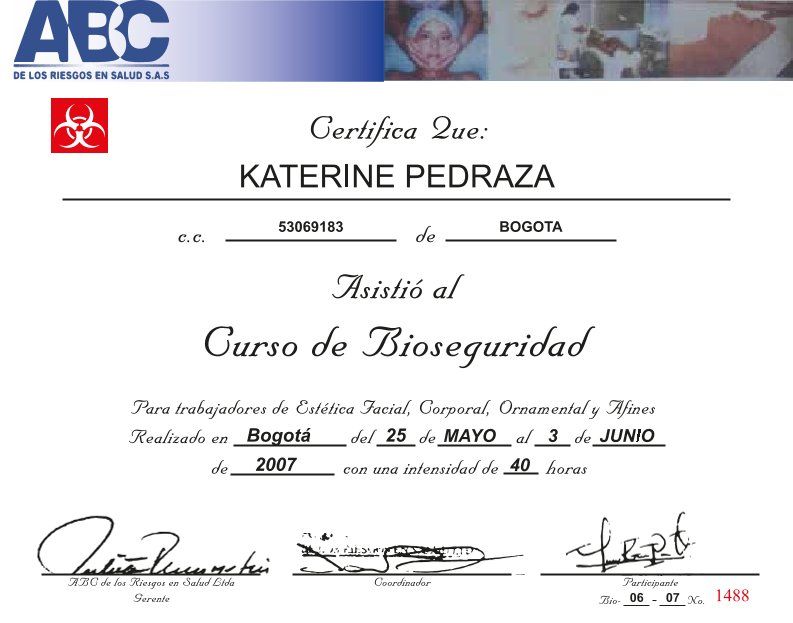 ABC
DE LOS RIESGOS EN SALUD S.A.S
Certifica Que:
KATERINE PEDRAZA
c.c. 53069183 de BOGOTA
Asistió al
Curso de Bioseguridad
Para trabajadores de Estética Facial, Corporal, Ornamental y Afines
Realizado en Bogotá del 25 de MAYO al 3 de JUNIO
de 2007 con una intensidad de 40 horas
ABC de los Riesgos en Salud Ltda
Gerente
Coordinador
Participante
Bio- 06 - 07 No. 1488